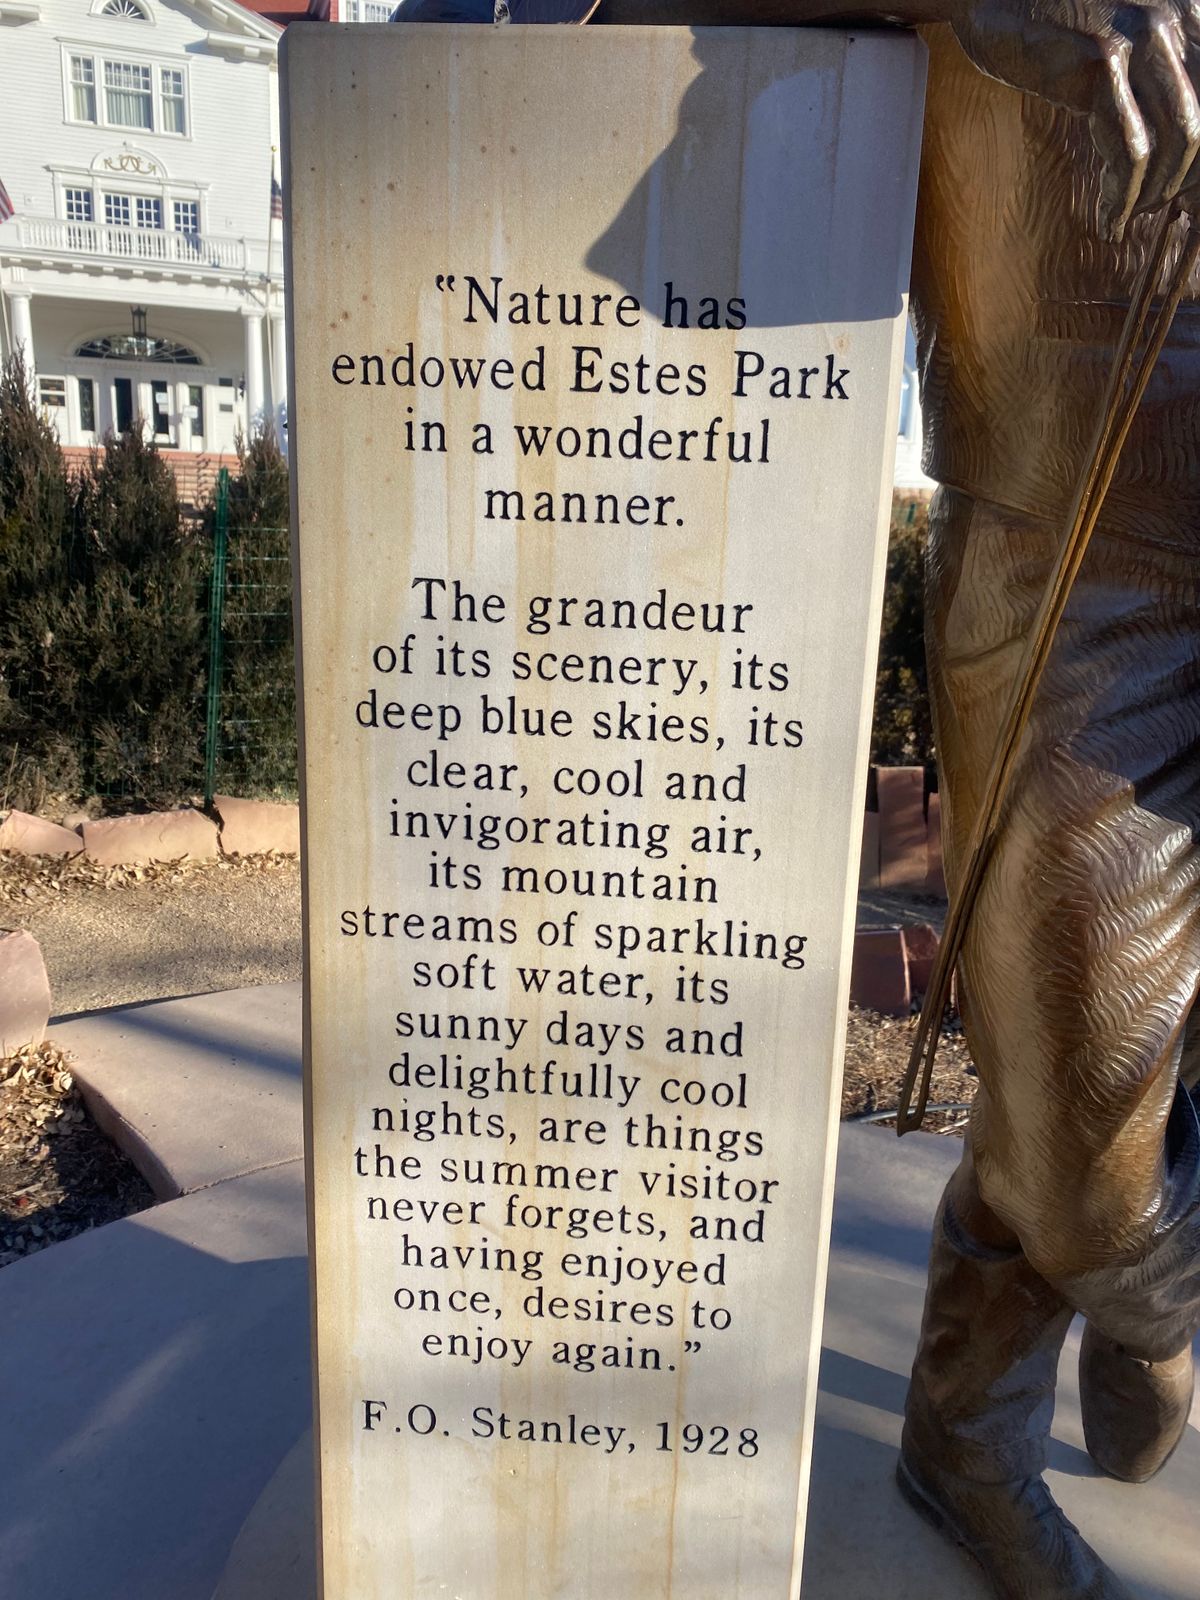 “Nature has
endowed Estes Park
in a wonderful
manner.
The grandeur
of its scenery, its
deep blue skies, its
clear, cool and
invigorating air,
its mountain
streams of sparkling
soft water, its
sunny days and
delightfully cool
nights, are things
the summer visitor
never forgets, and
having enjoyed
once, desires to
enjoy again.”
F.O. Stanley, 1928